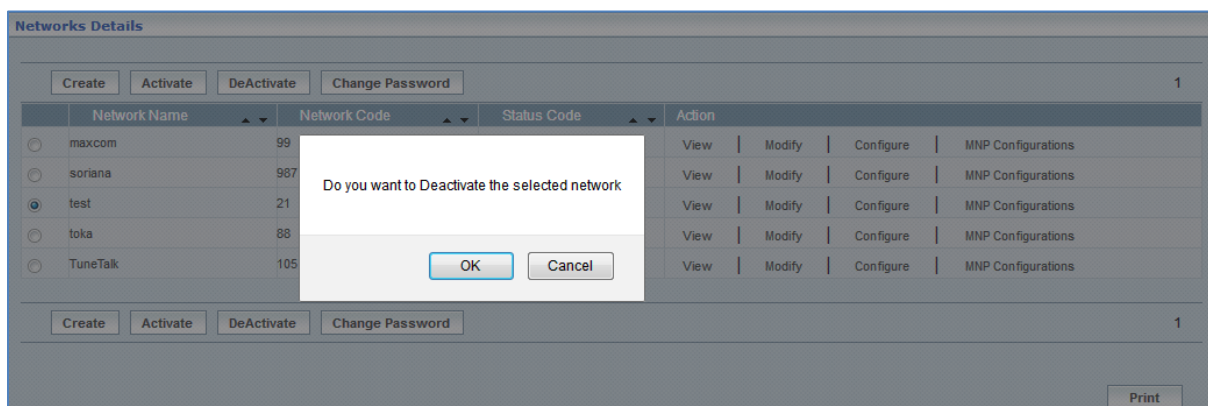 Networks Details
Create Activate DeActivate Change Password 1
Network Name Network Code Status Code Action
maxcom 99 View | Modify | Configure | MNP Configurations
soriana 987 View | Modify | Configure | MNP Configurations
Do you want to Deactivate the selected network
test 21 View | Modify | Configure | MNP Configurations
toka 88 View | Modify | Configure | MNP Configurations
TuneTalk 105 View | Modify | Configure | MNP Configurations
OK Cancel
Create Activate DeActivate Change Password 1
Print